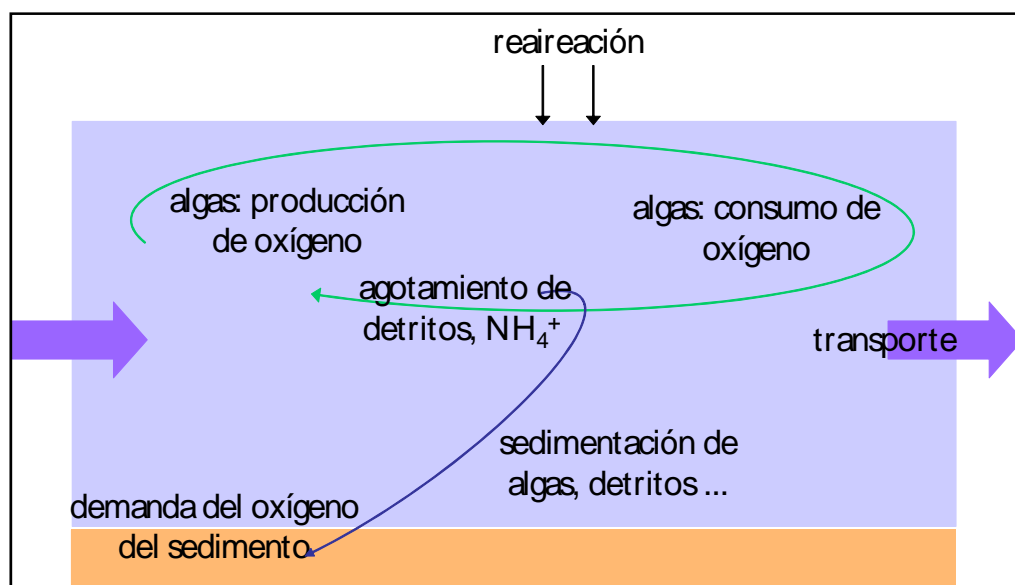 reaireación
algas: producción
de oxígeno
algas: consumo de
oxígeno
agotamiento de
detritos, NH₄⁺
transporte
sedimentación de
algas, detritos ...
demanda del oxígeno
del sedimento